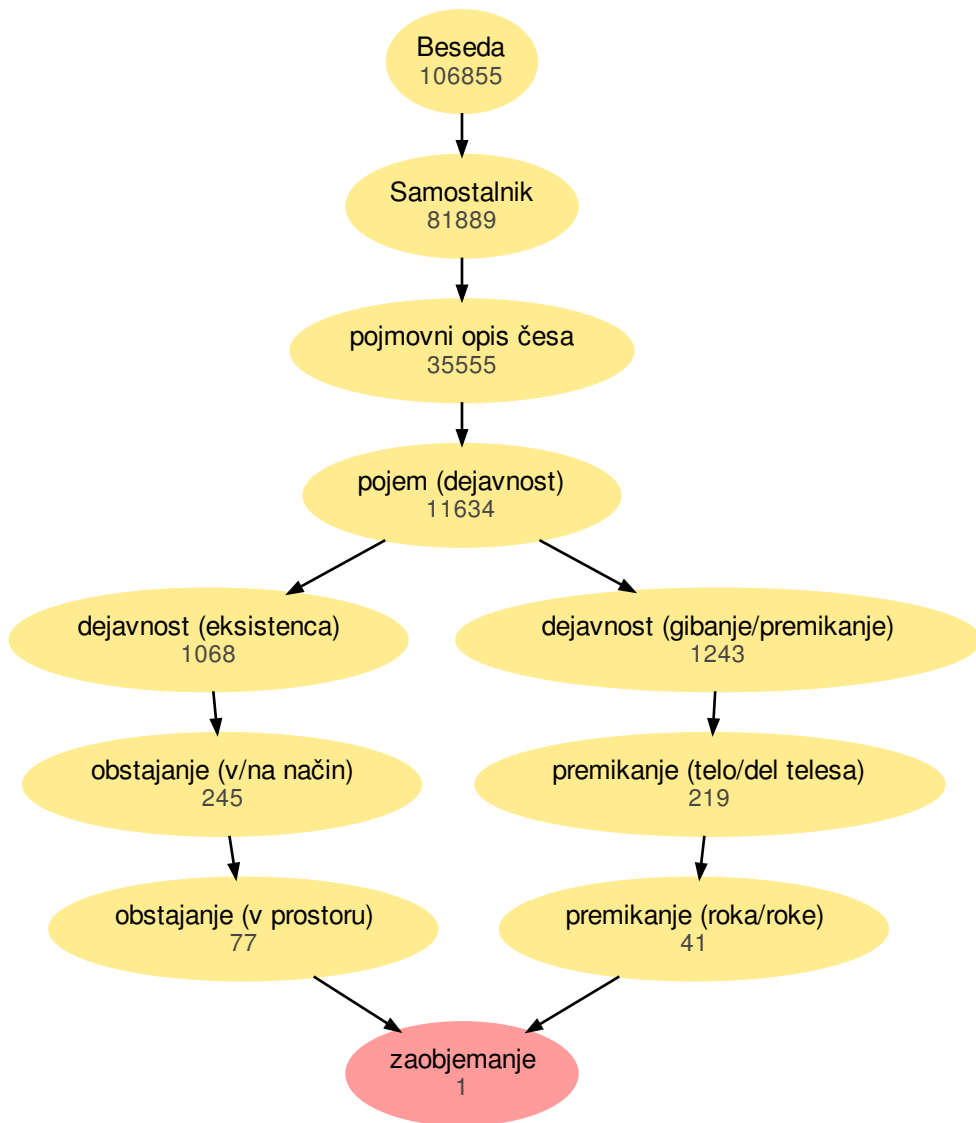 Beseda
106855
Samostalnik
81889
pojmovni opis česa
35555
pojem (dejavnost)
11634
dejavnost (eksistenca)
1068
dejavnost (gibanje/premikanje)
1243
obstajanje (v/na način)
245
premikanje (telo/del telesa)
219
obstajanje (v prostoru)
77
premikanje (roka/roke)
41
zaobjemanje
1